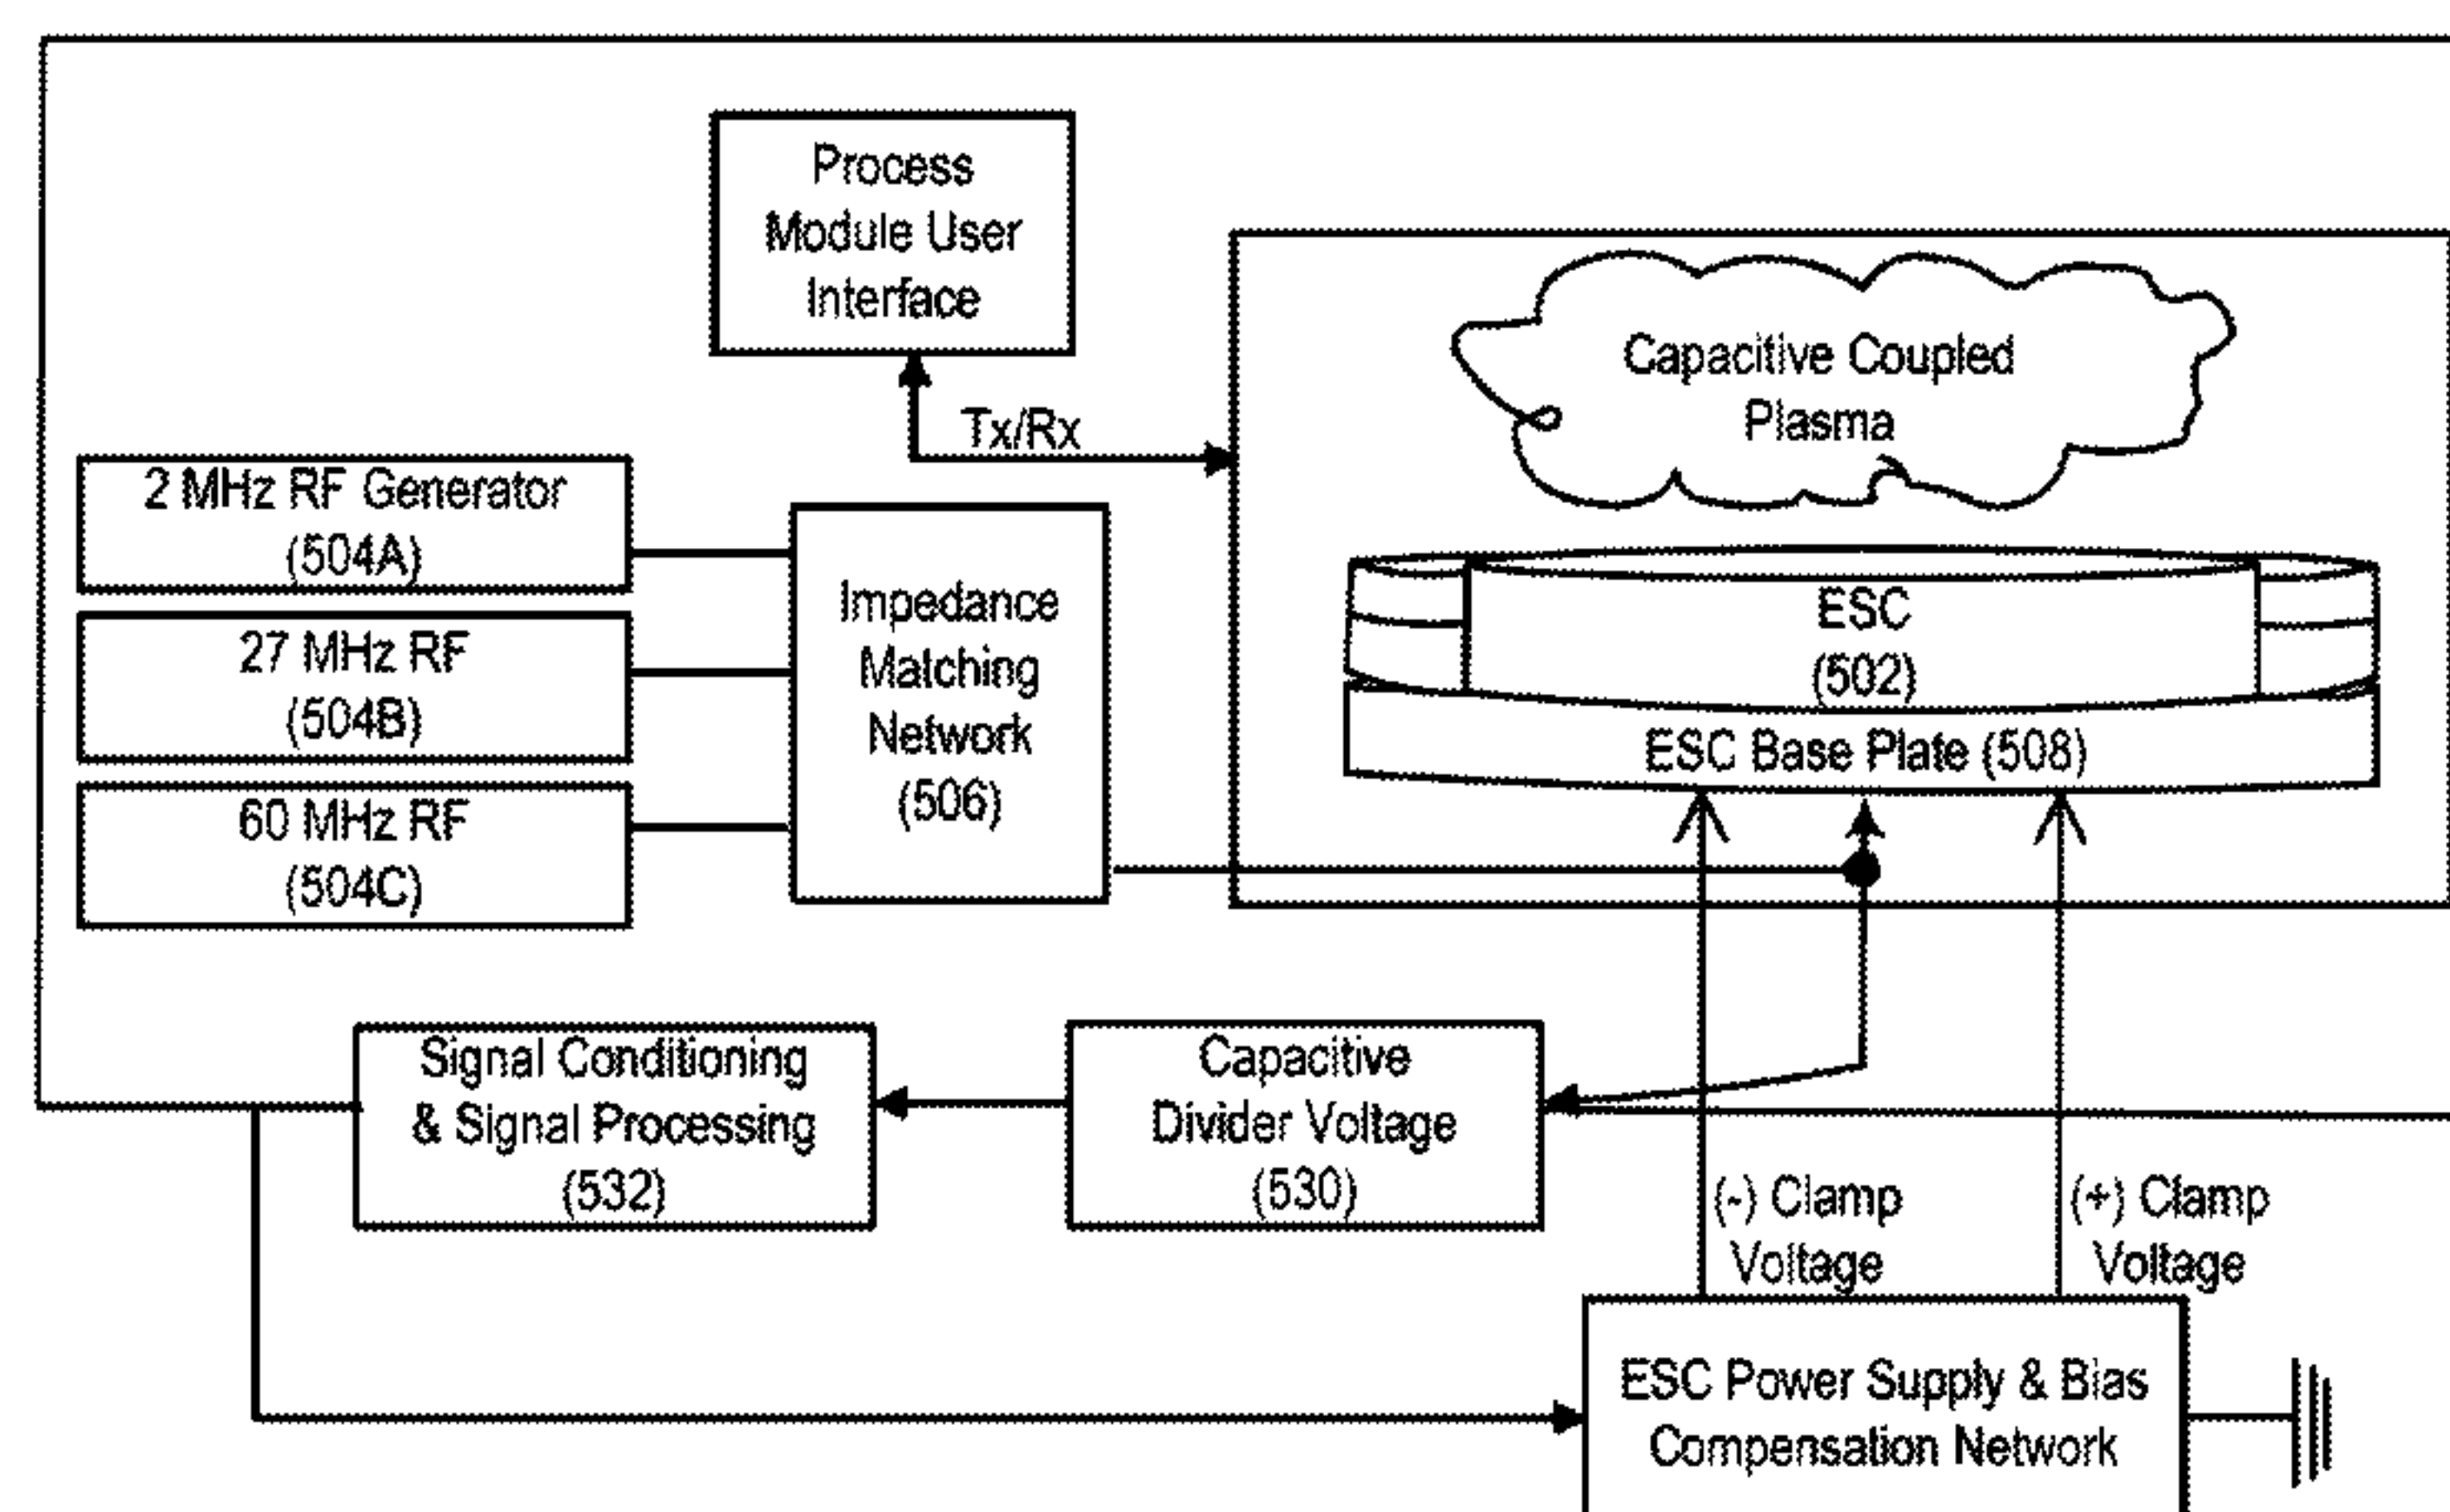 Process
Module User
Interface
Tx/Rx
Capacitive Coupled
Plasma
2 MHz RF Generator
(504A)
27 MHz RF
(504B)
60 MHz RF
(504C)
Impedance
Matching
Network
(506)
ESC
(502)
ESC Base Plate (508)
Signal Conditioning
& Signal Processing
(532)
Capacitive
Divider Voltage
(530)
(-) Clamp
Voltage
(+) Clamp
Voltage
ESC Power Supply & Bias
Compensation Network